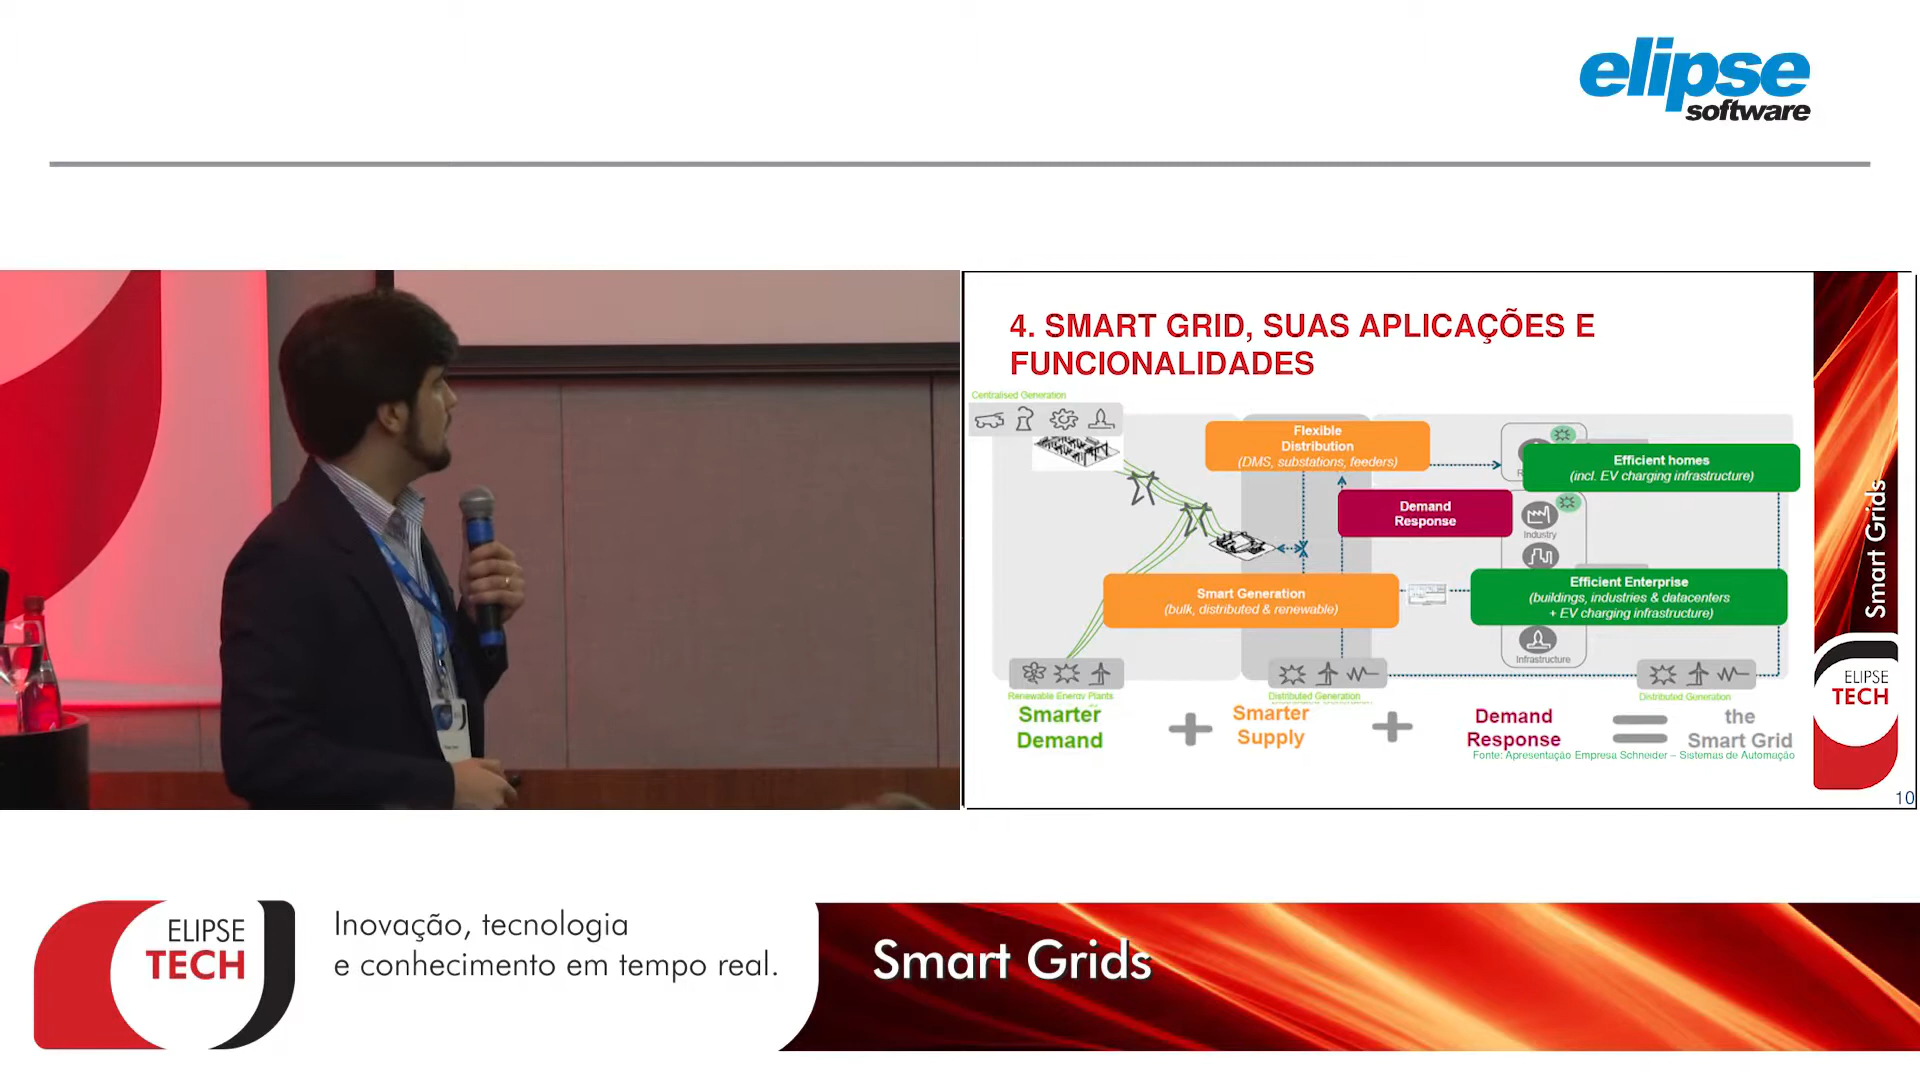 elipse
software
4. SMART GRID, SUAS APLICAÇÕES E
FUNCIONALIDADES
Centralised Generation
Flexible
Distribution
(DMS, substations, feeders)
Efficient homes
(incl. EV charging infrastructure)
Demand
Response
Industry
Smart Generation
(bulk, distributed & renewable)
Efficient Enterprise
(buildings, industries & datacenters
+ EV charging infrastructure)
Infrastructure
Renewable Energy Plants
Distributed Generation
Distributed Generation
Smarter
Demand
+
Smarter
Supply
+
Demand
Response
=
the
Smart Grid
Fonte: Apresentação Empresa Schneider – Sistemas de Automação
Smart Grids
ELIPSE
TECH
10
ELIPSE
TECH
Inovação, tecnologia
e conhecimento em tempo real.
Smart Grids